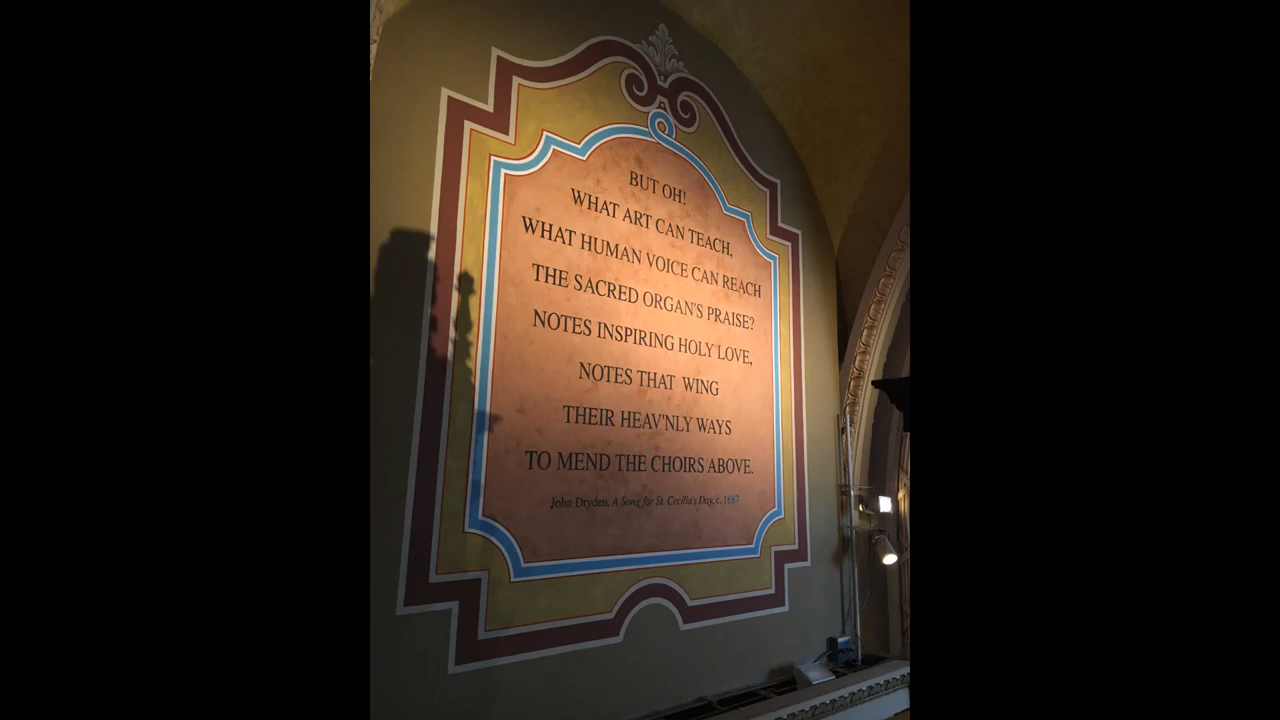 BUT OH!
WHAT ART CAN TEACH,
WHAT HUMAN VOICE CAN REACH
THE SACRED ORGAN'S PRAISE?
NOTES INSPIRING HOLY LOVE,
NOTES THAT WING
THEIR HEAV'NLY WAYS
TO MEND THE CHOIRS ABOVE.
John Dryden, A Song for St. Cecilia's Day, c. 1687